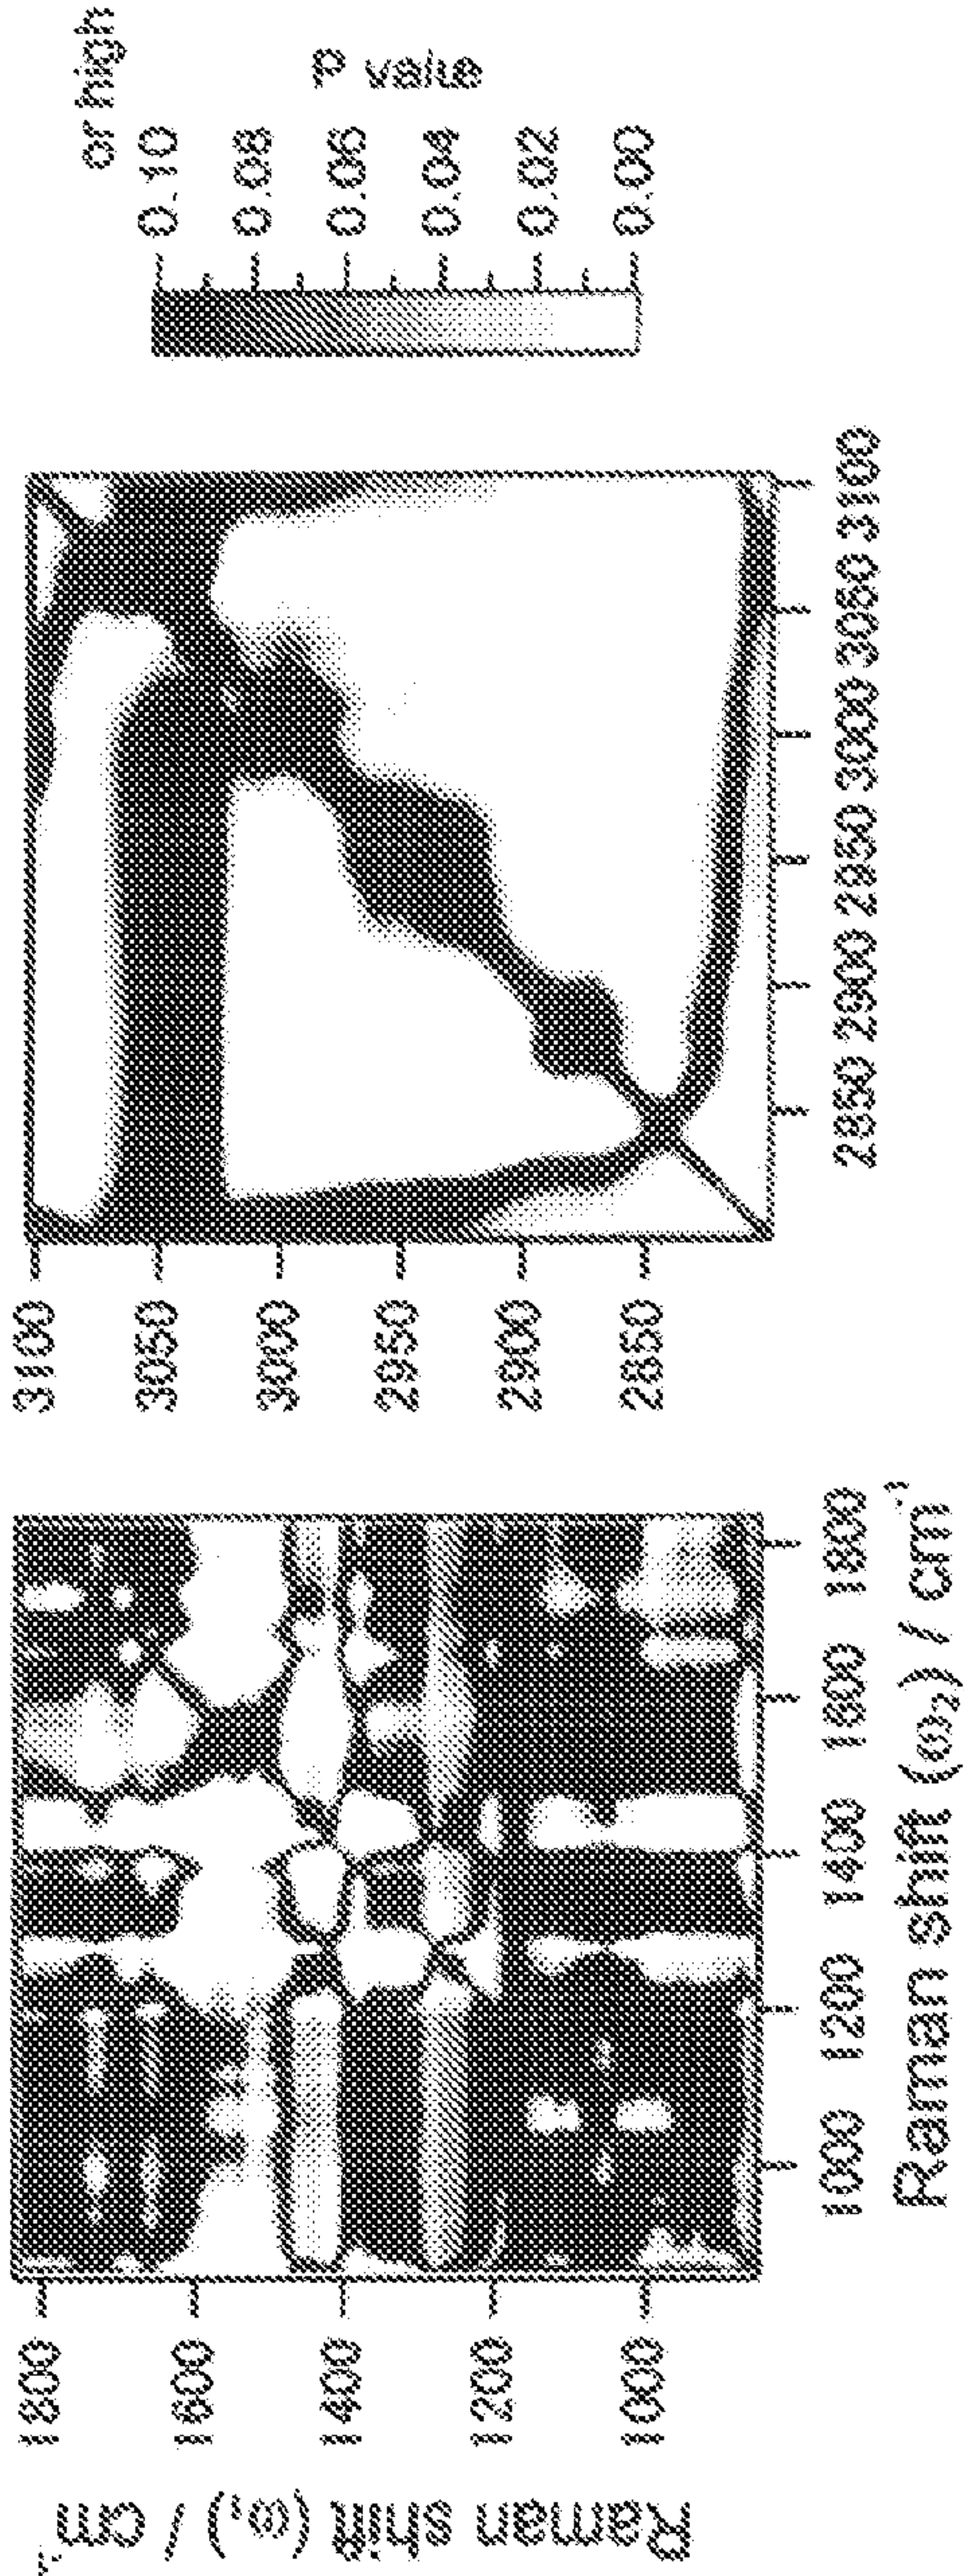 Raman shift (ω₁) / cm⁻¹
1800
1600
1400
1200
1000
1000 1200 1400 1600 1800
Raman shift (ω₂) / cm⁻¹
3100
3050
3000
2950
2900
2850
2850 2900 2950 3000 3050 3100
or high
0.10
0.08
0.06
0.04
0.02
0.00
P value